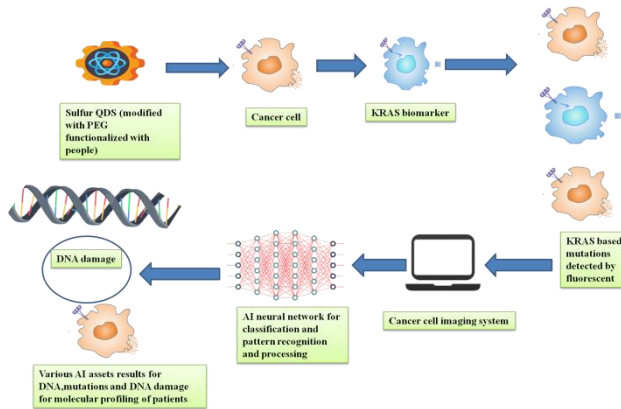 Sulfur QDS (modified
with PEG
functionalized with
people)
Cancer cell
KRAS biomarker
KRAS based
mutations
detected by
fluorescent
Cancer cell imaging system
AI neural network for
classification and
pattern recognition
and processing
DNA damage
Various AI assets results for
DNA,mutations and DNA damage
for molecular profiling of patients